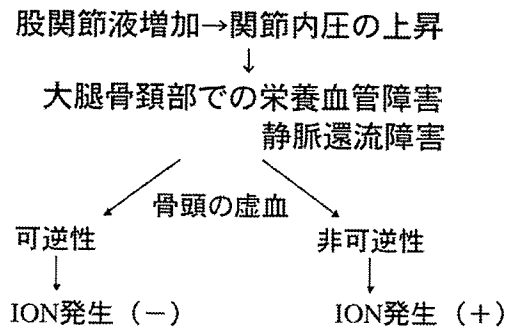 股関節液増加→関節内圧の上昇
↓
大腿骨頚部での栄養血管障害
静脈還流障害
骨頭の虚血
可逆性 非可逆性
ION発生（－） ION発生（＋）